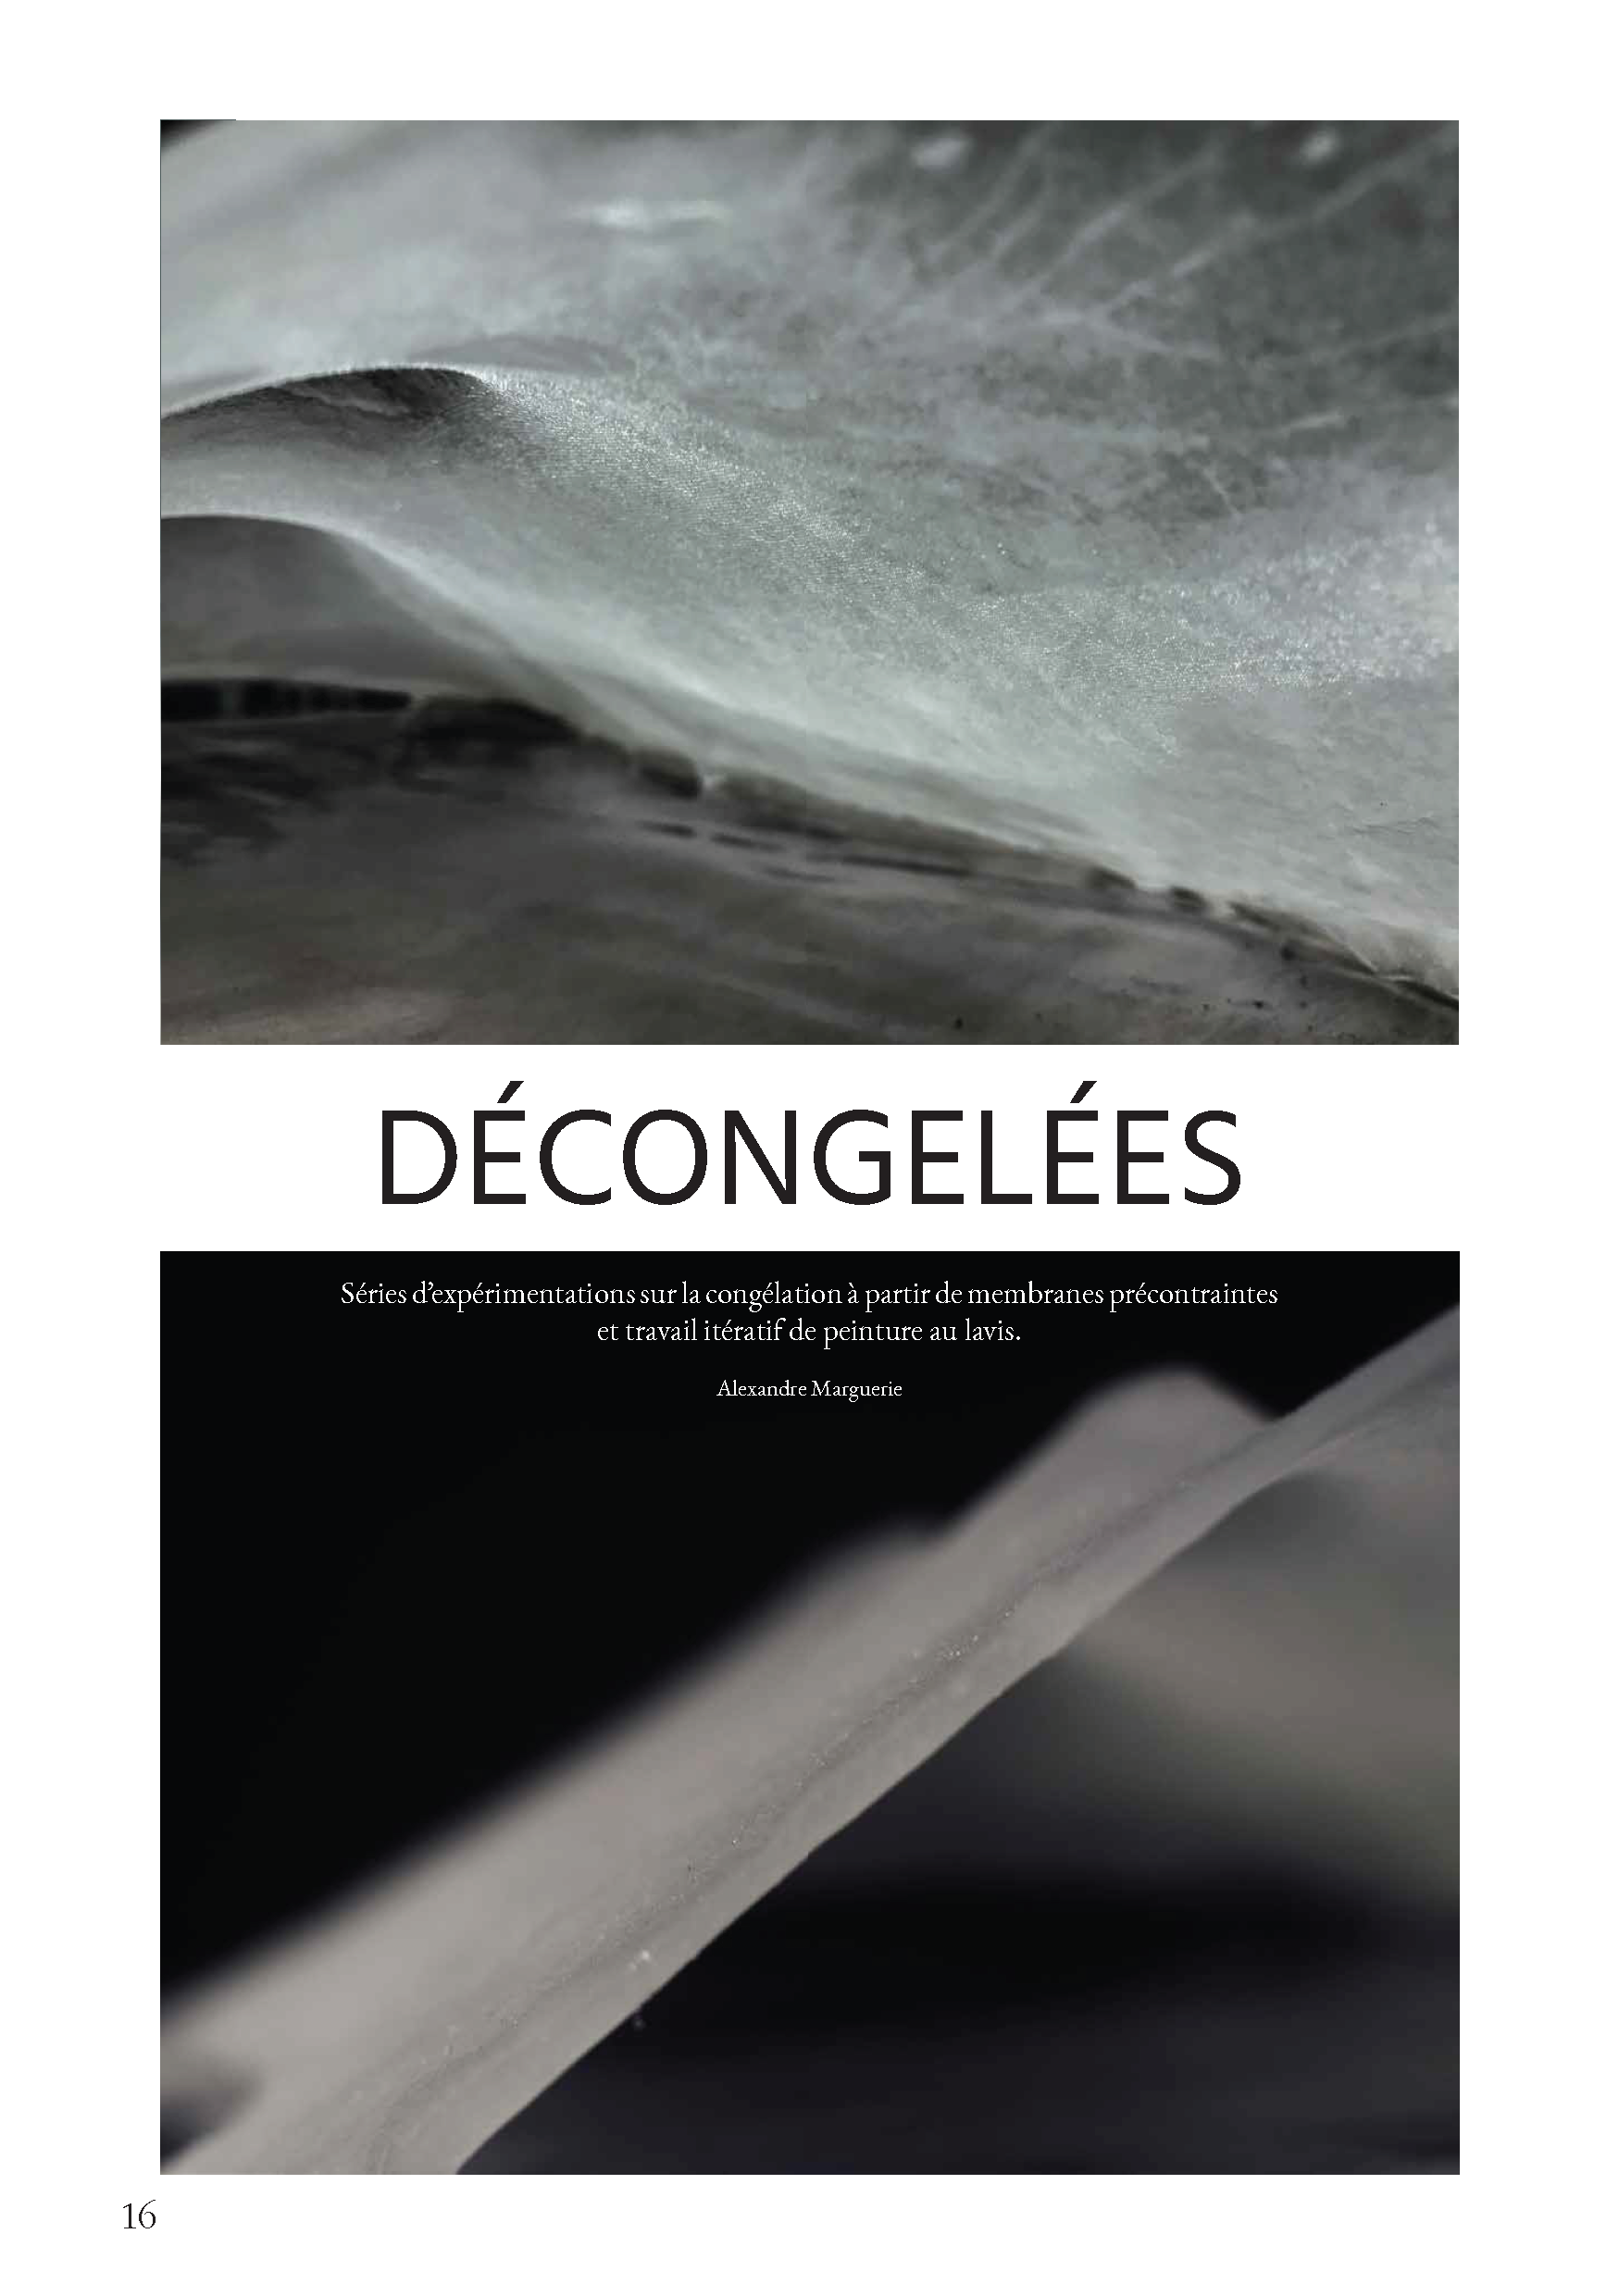 DÉCONGELÉES
Séries d’expérimentations sur la congélation à partir de membranes précontraintes
et travail itératif de peinture au lavis.
Alexandre Marguerie
16